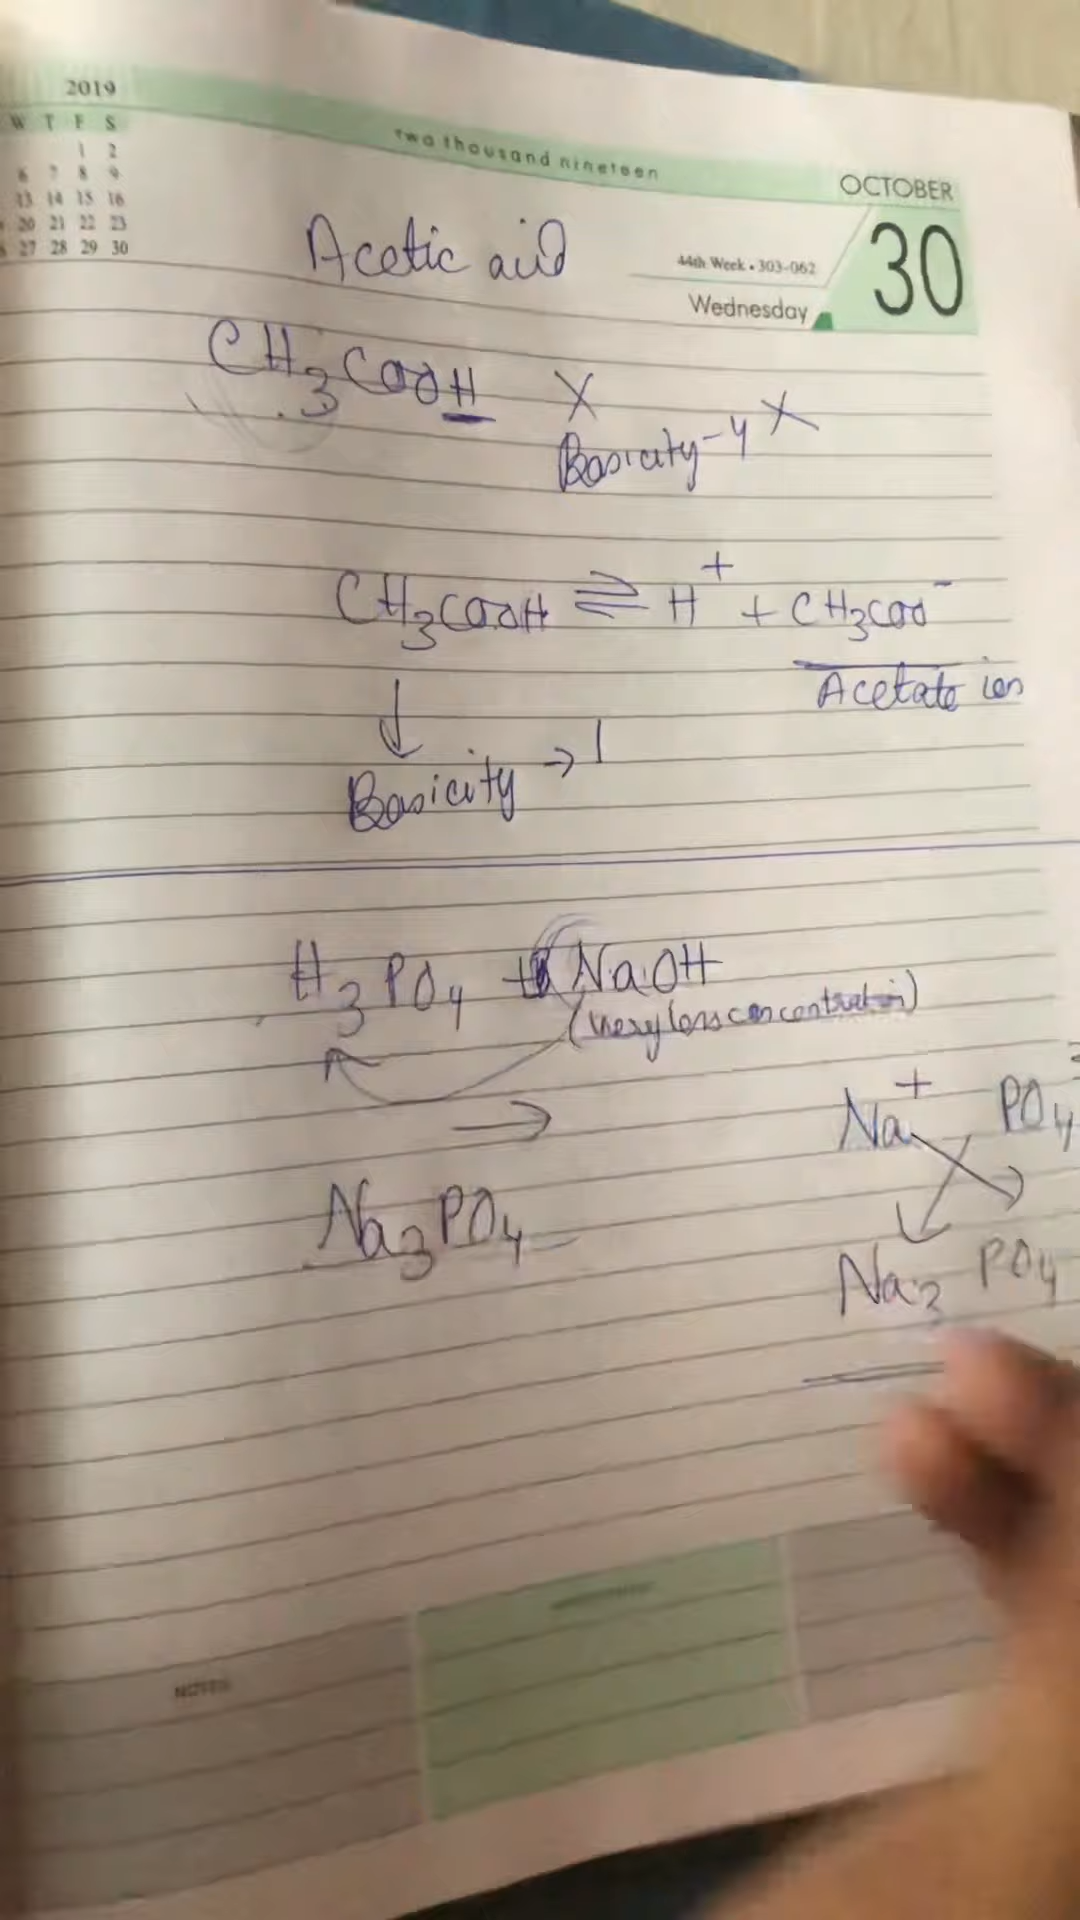 2019
W T F S
1 2
6 7 8 9
13 14 15 16
20 21 22 23
27 28 29 30
two thousand nineteen
OCTOBER
30
44th Week • 303-062
Wednesday
Acetic acid
CH3COOH X
Basicity-4 X
CH3COOH ⇌ H+ + CH3COO-
Acetate ion
↓
Basicity → 1
H3PO4 + NaOH
(very less concentration)
→
Na+ PO4
Na3PO4
Na3 PO4
NOTES